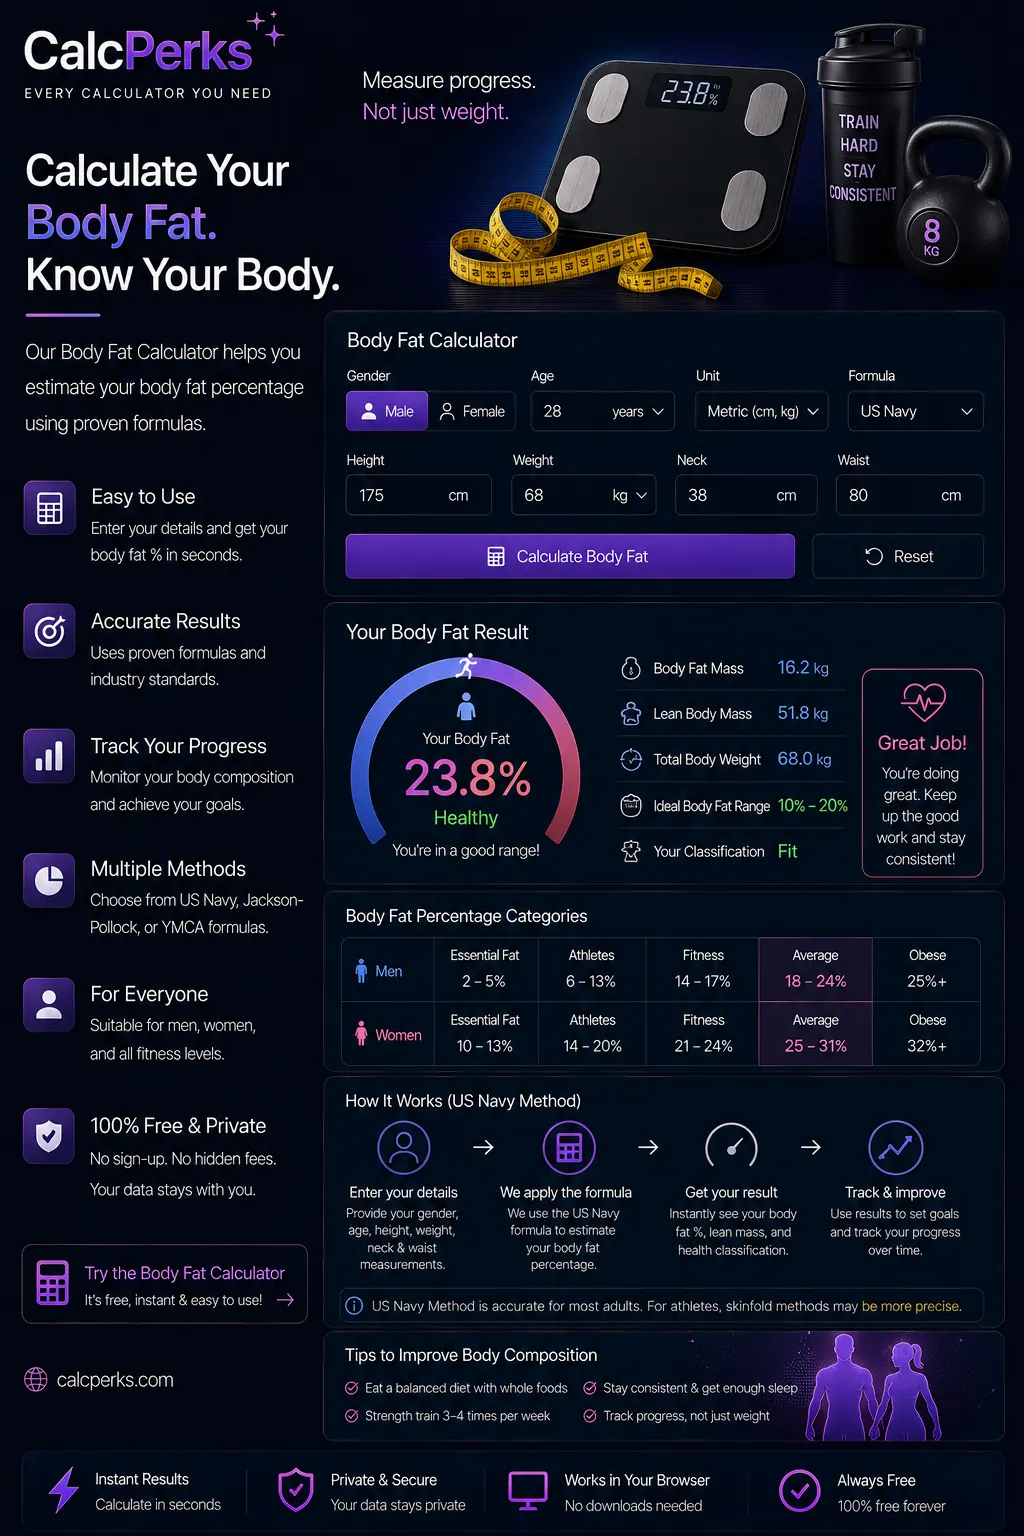 CalcPerks
EVERY CALCULATOR YOU NEED
Measure progress.
Not just weight.
23.8%
TRAIN
HARD
STAY
CONSISTENT
8
KG
Calculate Your
Body Fat.
Know Your Body.
Our Body Fat Calculator helps you
estimate your body fat percentage
using proven formulas.
Easy to Use
Enter your details and get your
body fat % in seconds.
Accurate Results
Uses proven formulas and
industry standards.
Track Your Progress
Monitor your body composition
and achieve your goals.
Multiple Methods
Choose from US Navy, Jackson-
Pollock, or YMCA formulas.
For Everyone
Suitable for men, women,
and all fitness levels.
100% Free & Private
No sign-up. No hidden fees.
Your data stays with you.
Try the Body Fat Calculator
It's free, instant & easy to use! →
calcperks.com
Body Fat Calculator
Gender Age Unit Formula
Male Female 28 years Metric (cm, kg) US Navy
Height Weight Neck Waist
175 cm 68 kg 38 cm 80 cm
Calculate Body Fat Reset
Your Body Fat Result
Your Body Fat
23.8%
Healthy
You're in a good range!
Body Fat Mass 16.2 kg
Lean Body Mass 51.8 kg
Total Body Weight 68.0 kg
Ideal Body Fat Range 10% – 20%
Your Classification Fit
Great Job!
You're doing
great. Keep
up the good
work and stay
consistent!
Body Fat Percentage Categories
Men
Essential Fat Athletes Fitness Average Obese
2 – 5% 6 – 13% 14 – 17% 18 – 24% 25%+
Women
Essential Fat Athletes Fitness Average Obese
10 – 13% 14 – 20% 21 – 24% 25 – 31% 32%+
How It Works (US Navy Method)
Enter your details
Provide your gender,
age, height, weight,
neck & waist
measurements.
We apply the formula
We use the US Navy
formula to estimate
your body fat
percentage.
Get your result
Instantly see your body
fat %, lean mass, and
health classification.
Track & improve
Use results to set goals
and track your progress
over time.
US Navy Method is accurate for most adults. For athletes, skinfold methods may be more precise.
Tips to Improve Body Composition
Eat a balanced diet with whole foods
Stay consistent & get enough sleep
Strength train 3–4 times per week
Track progress, not just weight
Instant Results
Calculate in seconds
Private & Secure
Your data stays private
Works in Your Browser
No downloads needed
Always Free
100% free forever